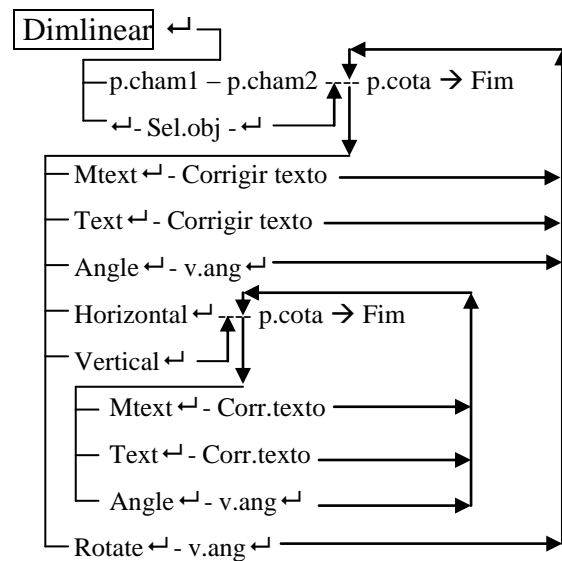 Dimlinear ↵
p.cham1 – p.cham2 -- p.cota → Fim
↵ - Sel.obj - ↵
Mtext ↵ - Corrigir texto
Text ↵ - Corrigir texto
Angle ↵ - v.ang ↵
Horizontal ↵ -- p.cota → Fim
Vertical ↵
Mtext ↵ - Corr.texto
Text ↵ - Corr.texto
Angle ↵ - v.ang ↵
Rotate ↵ - v.ang ↵